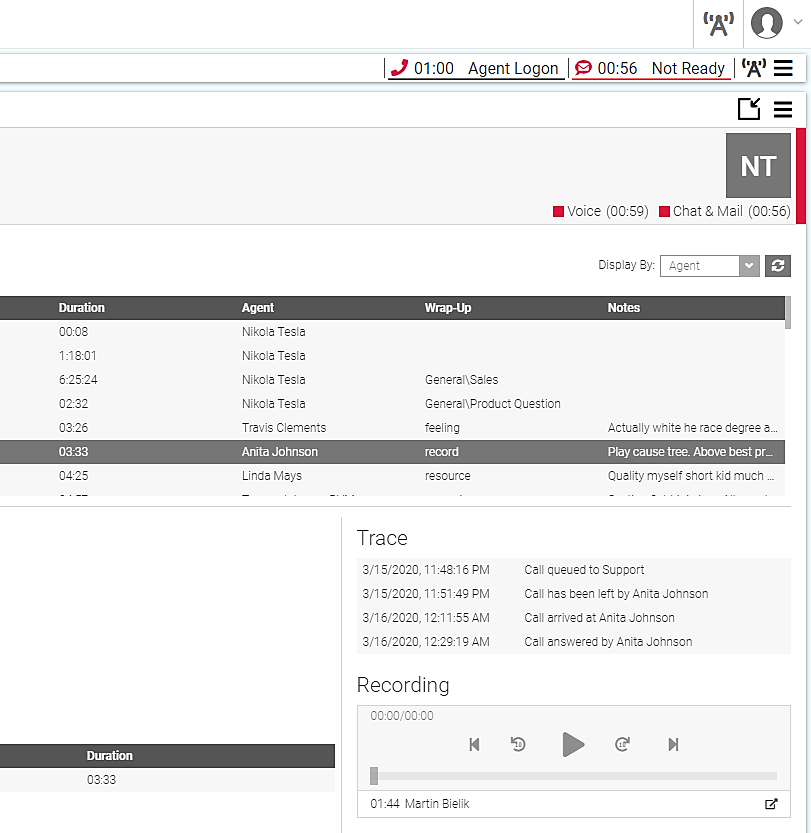 01:00 Agent Logon 00:56 Not Ready
NT
Voice (00:59) Chat & Mail (00:56)
Display By: Agent
Duration Agent Wrap-Up Notes
00:08 Nikola Tesla
1:18:01 Nikola Tesla
6:25:24 Nikola Tesla General\Sales
02:32 Nikola Tesla General\Product Question
03:26 Travis Clements feeling Actually white he race degree a...
03:33 Anita Johnson record Play cause tree. Above best pr...
04:25 Linda Mays resource Quality myself short kid much ...
Trace
3/15/2020, 11:48:16 PM Call queued to Support
3/15/2020, 11:51:49 PM Call has been left by Anita Johnson
3/16/2020, 12:11:55 AM Call arrived at Anita Johnson
3/16/2020, 12:29:19 AM Call answered by Anita Johnson
Recording
00:00/00:00
10 10
Duration
03:33
01:44 Martin Bielik